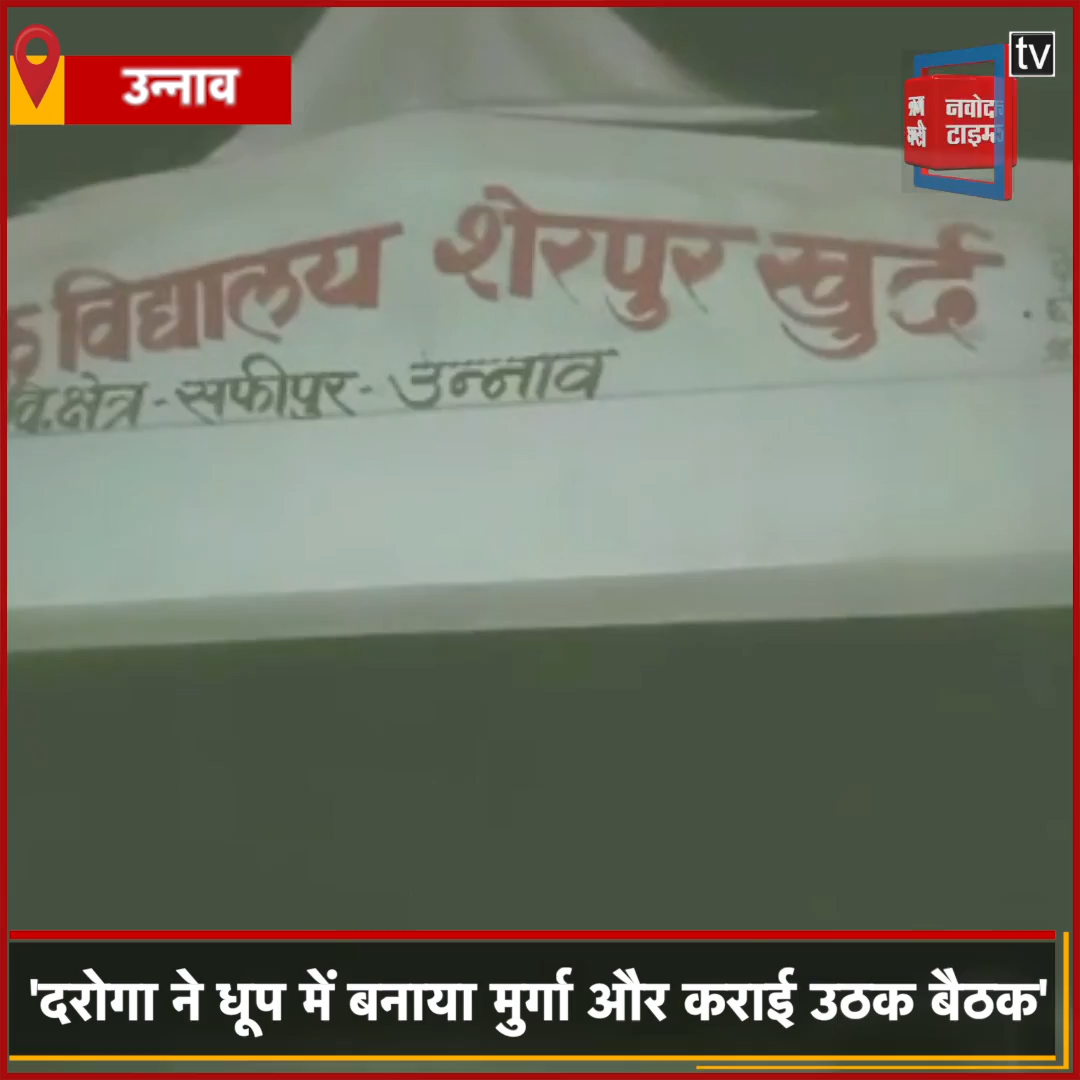 उन्नाव
tv
नवोदय
टाइम्स
विद्यालय शेरपुर खुर्द
वि.क्षेत्र-सफीपुर-उन्नाव
'दरोगा ने धूप में बनाया मुर्गा और कराई उठक बैठक'